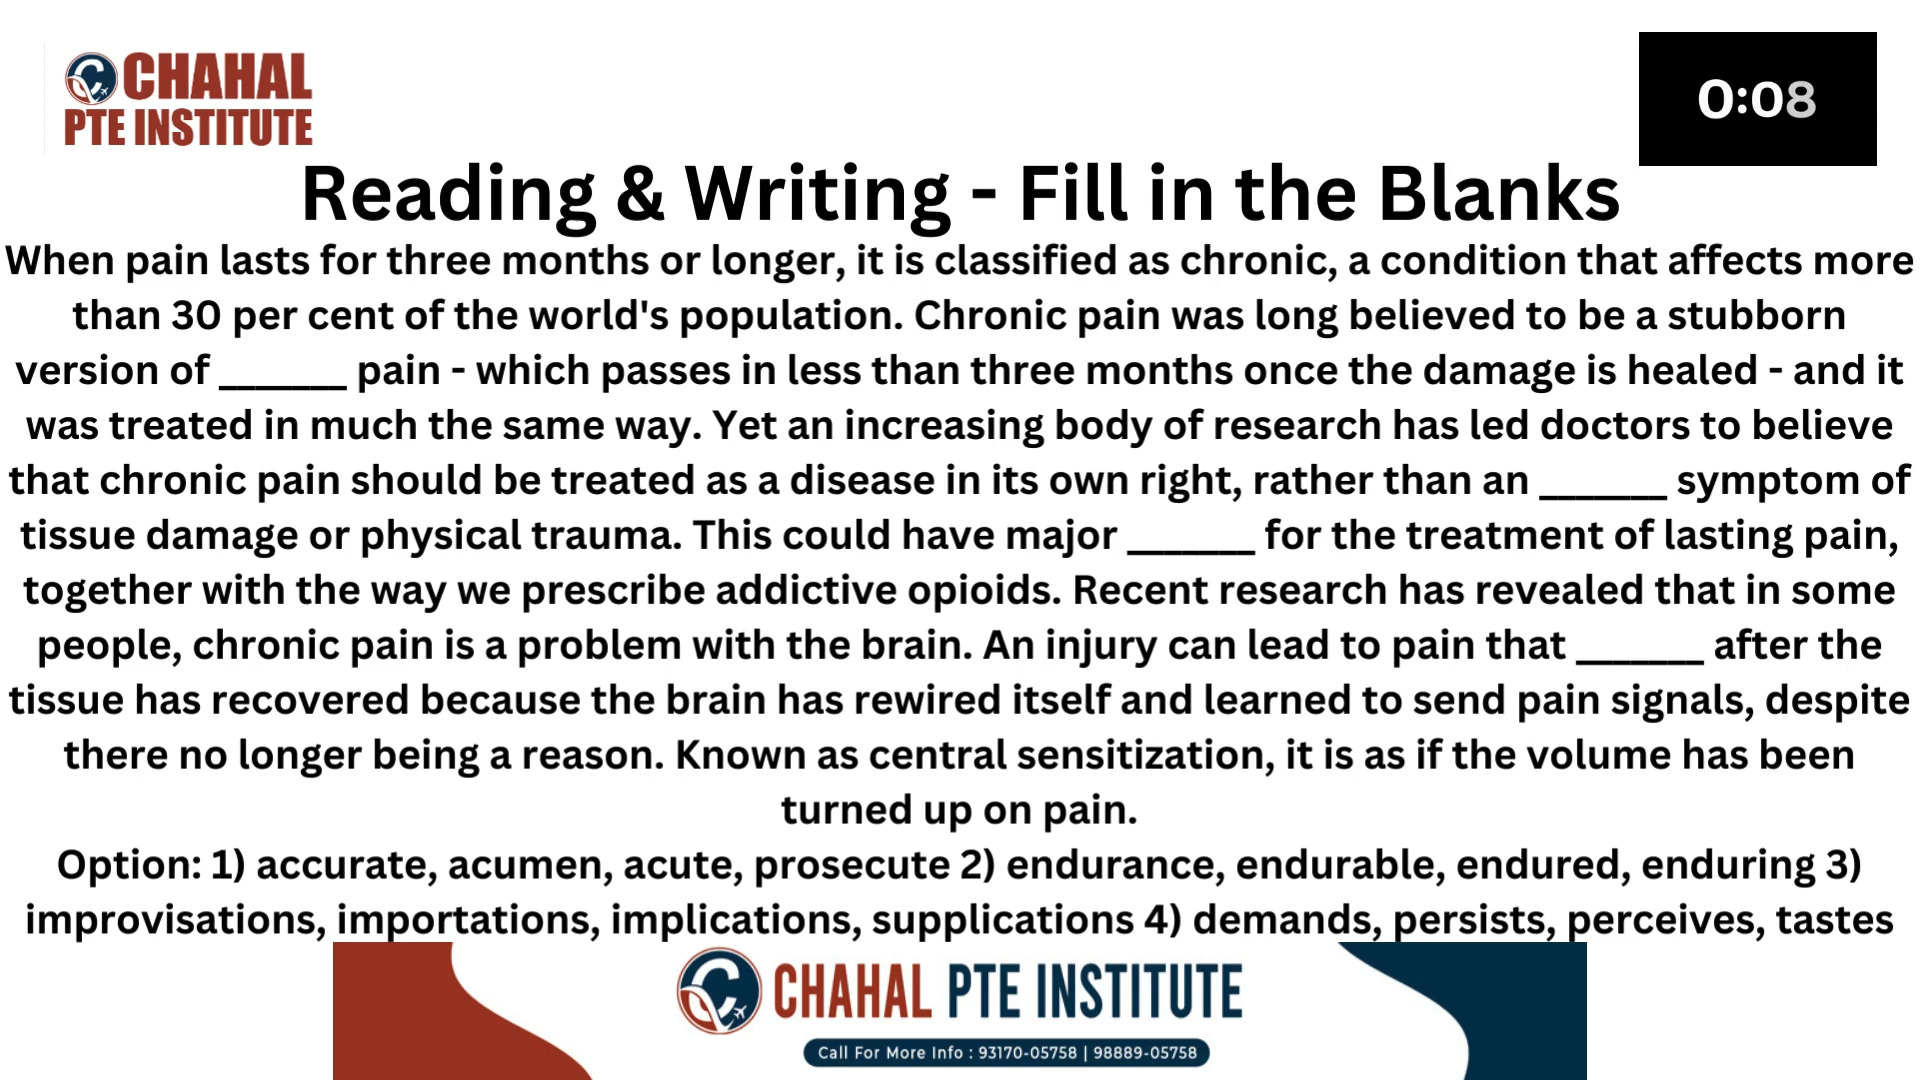 CHAHAL
PTE INSTITUTE
0:08
Reading & Writing - Fill in the Blanks
When pain lasts for three months or longer, it is classified as chronic, a condition that affects more
than 30 per cent of the world's population. Chronic pain was long believed to be a stubborn
version of _______ pain - which passes in less than three months once the damage is healed - and it
was treated in much the same way. Yet an increasing body of research has led doctors to believe
that chronic pain should be treated as a disease in its own right, rather than an _______ symptom of
tissue damage or physical trauma. This could have major _______ for the treatment of lasting pain,
together with the way we prescribe addictive opioids. Recent research has revealed that in some
people, chronic pain is a problem with the brain. An injury can lead to pain that _______ after the
tissue has recovered because the brain has rewired itself and learned to send pain signals, despite
there no longer being a reason. Known as central sensitization, it is as if the volume has been
turned up on pain.
Option: 1) accurate, acumen, acute, prosecute 2) endurance, endurable, endured, enduring 3)
improvisations, importations, implications, supplications 4) demands, persists, perceives, tastes
CHAHAL PTE INSTITUTE
Call For More Info : 93170-05758 | 98889-05758